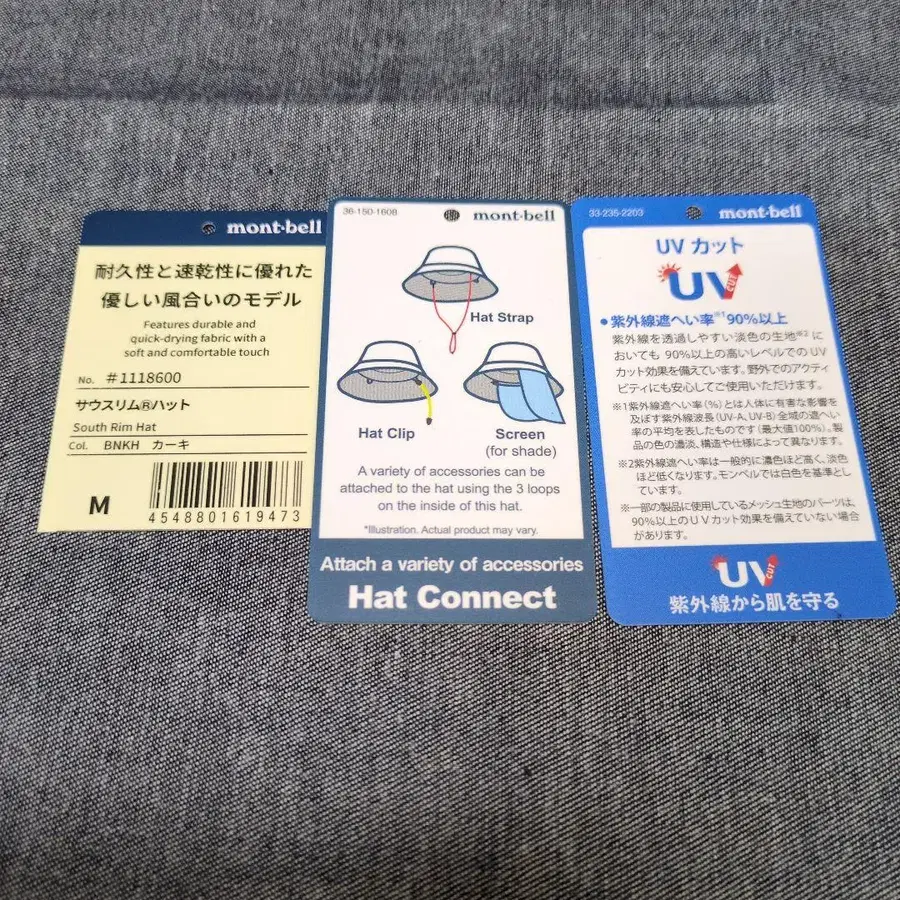 mont·bell
耐久性と速乾性に優れた
優しい風合いのモデル
Features durable and
quick-drying fabric with a
soft and comfortable touch
No. #1118600
サウスリム®ハット
South Rim Hat
Col. BNKH カーキ
M
4548801619473
36-150-1608
mont·bell
Hat Strap
Hat Clip
Screen
(for shade)
A variety of accessories can be
attached to the hat using the 3 loops
on the inside of this hat.
*Illustration. Actual product may vary.
Attach a variety of accessories
Hat Connect
33-235-2203
mont·bell
UV カット
UV CUT
●紫外線遮へい率※1 90%以上
紫外線を透過しやすい淡色の生地※2 に
おいても 90%以上の高いレベルでの UV
カット効果を備えています。野外でのアクティ
ビティにも安心してご使用いただけます。
※1紫外線遮へい率(%)とは人体に有害な影響を
及ぼす紫外線波長(UV-A, UV-B)全域の遮へい
率の平均を表したものです(最大値100%)。製
品の色の濃淡、構造や仕様によって異なります。
※2紫外線遮へい率は一般的に濃色ほど高く、淡色
ほど低くなります。モンベルでは白色を基準とし
ています。
※一部の製品に使用しているメッシュ生地のパーツは、
90%以上のUVカット効果を備えていない場合
があります。
UV CUT
紫外線から肌を守る